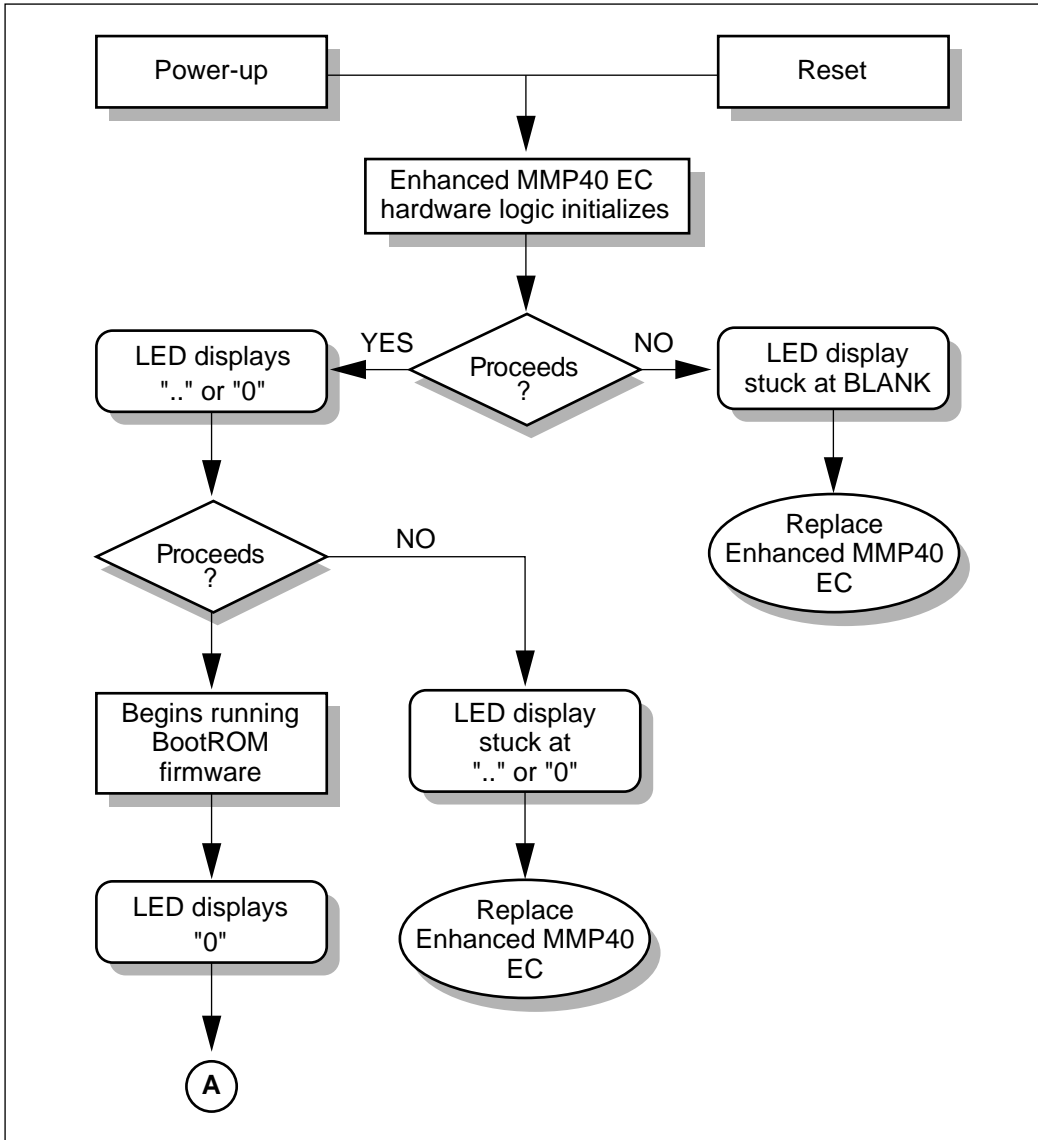 Power-up
Reset
Enhanced MMP40 EC
hardware logic initializes
YES
Proceeds
?
NO
LED displays
".." or "0"
LED display
stuck at BLANK
Replace
Enhanced MMP40
EC
Proceeds
?
NO
Begins running
BootROM
firmware
LED display
stuck at
".." or "0"
LED displays
"0"
Replace
Enhanced MMP40
EC
A